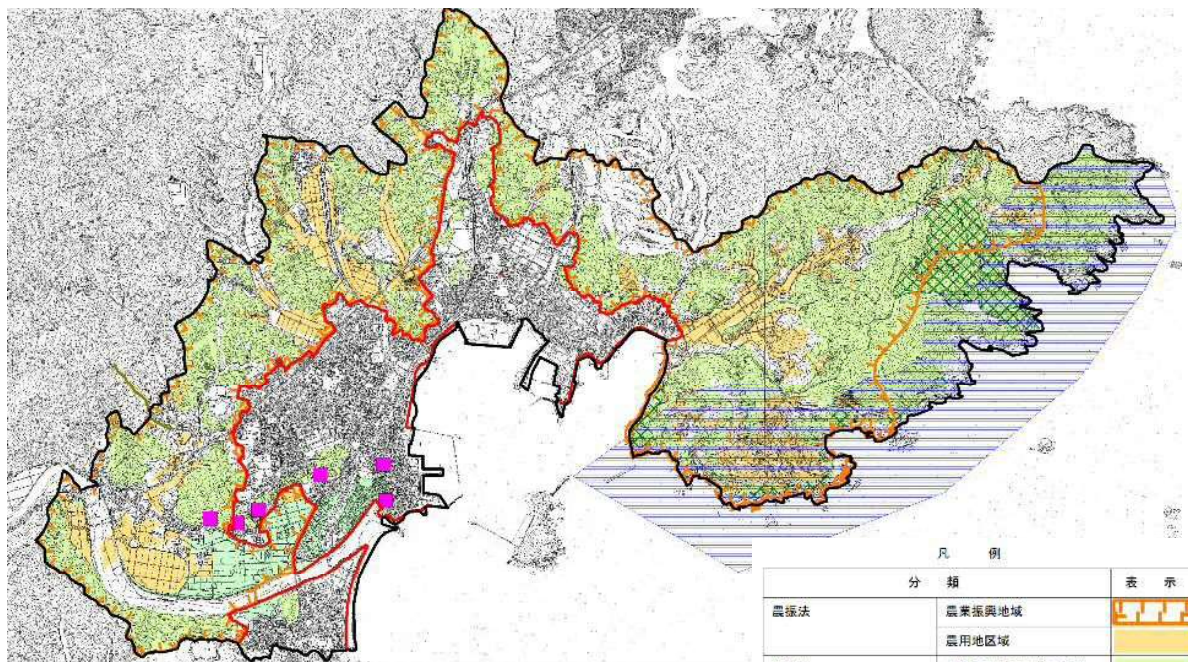 凡 例
分 類 表 示
農振法 農業振興地域
農用地区域